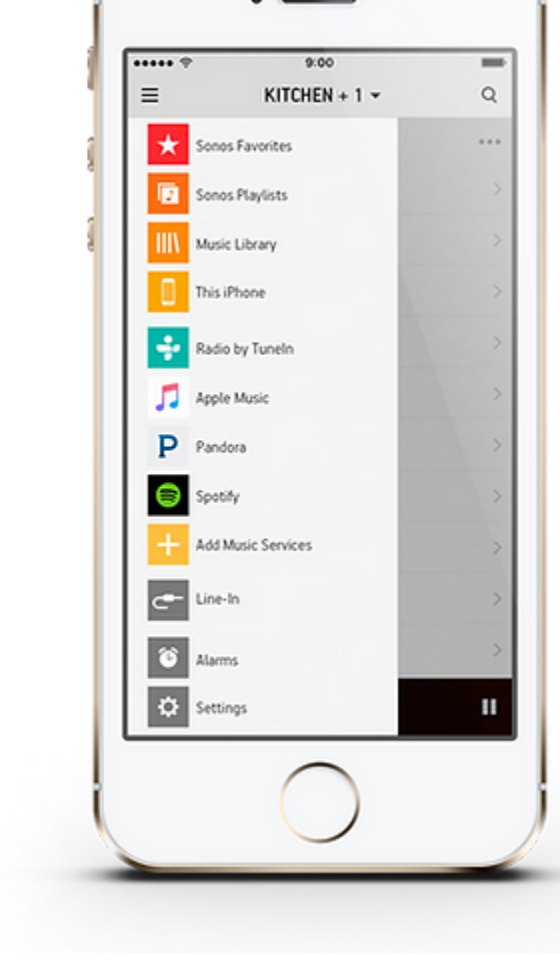 9:00
KITCHEN + 1
Sonos Favorites
Sonos Playlists
Music Library
This iPhone
Radio by TuneIn
Apple Music
P Pandora
Spotify
Add Music Services
Line-In
Alarms
Settings